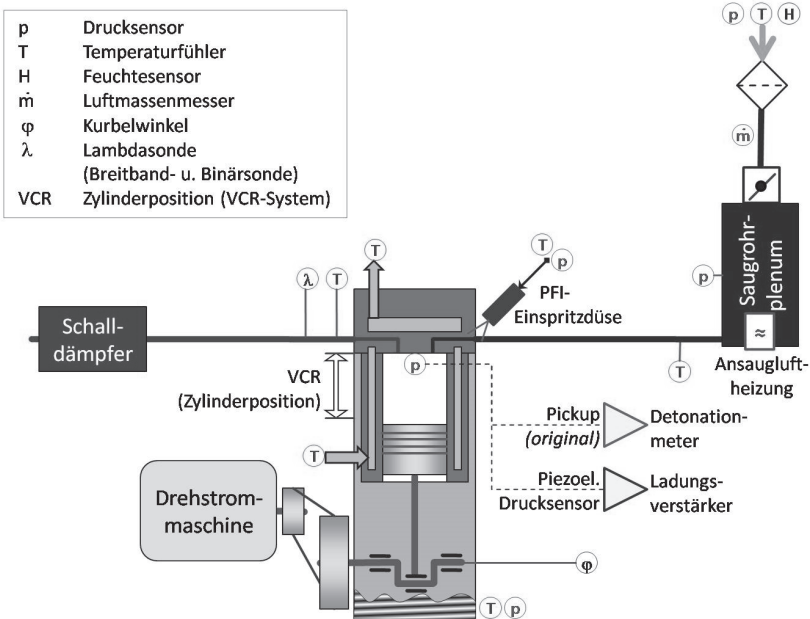 p Drucksensor
T Temperaturfühler
H Feuchtesensor
ṁ Luftmassenmesser
φ Kurbelwinkel
λ Lambdasonde
(Breitband- u. Binärsonde)
VCR Zylinderposition (VCR-System)
p T H
ṁ
T
T
p
λ T
PFI-
Einspritzdüse
p
Saugrohr-
plenum
Schall-
dämpfer
≈
p
T
Ansaugluft-
heizung
VCR
(Zylinderposition)
Pickup
(original)
Detonation-
meter
T
Drehstrom-
maschine
Piezoel.
Drucksensor
Ladungs-
verstärker
φ
T p